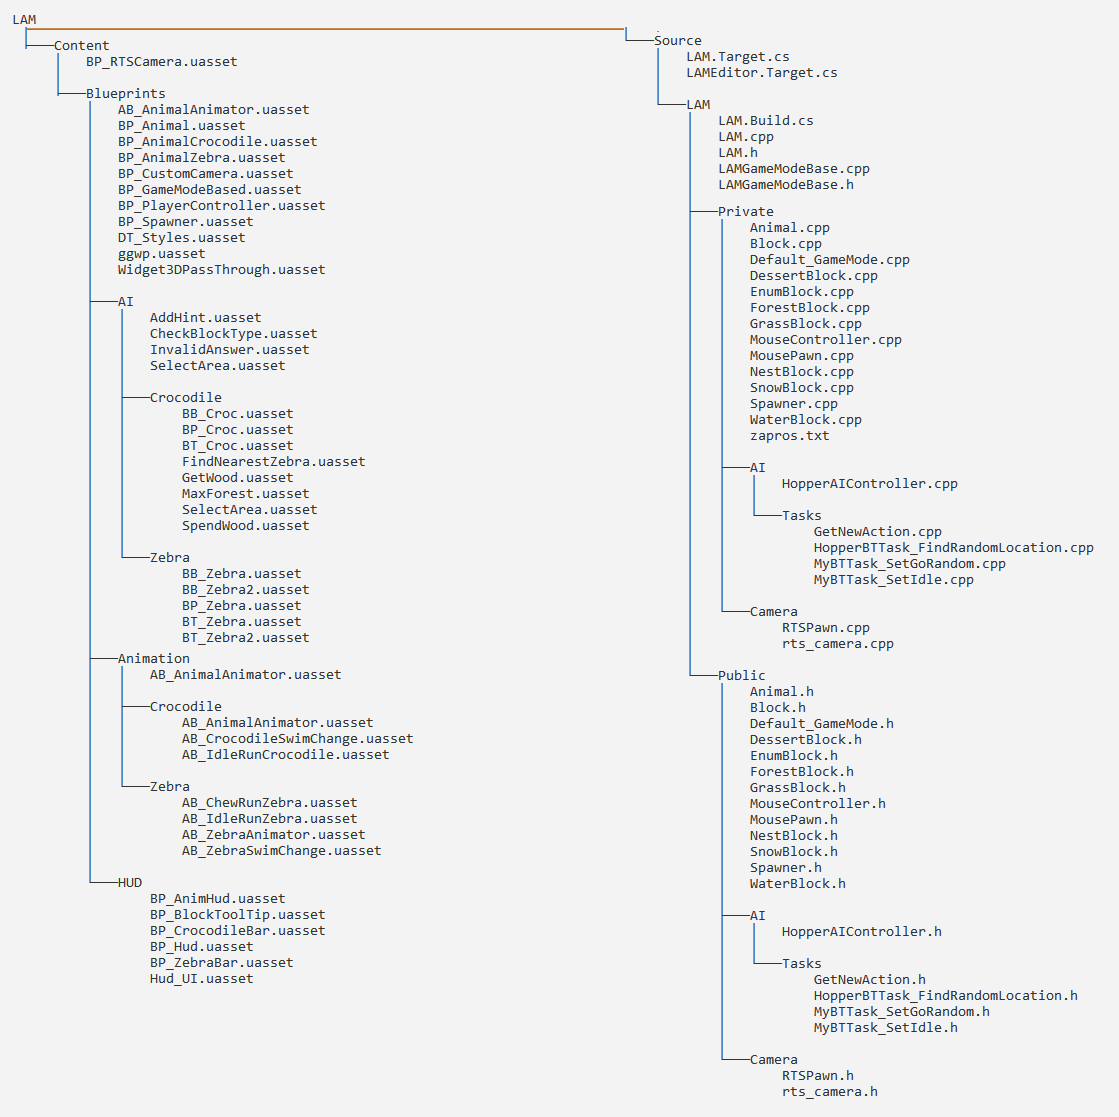 LAM
Content
BP_RTSCamera.uasset
Blueprints
AB_AnimalAnimator.uasset
BP_Animal.uasset
BP_AnimalCrocodile.uasset
BP_AnimalZebra.uasset
BP_CustomCamera.uasset
BP_GameModeBased.uasset
BP_PlayerController.uasset
BP_Spawner.uasset
DT_Styles.uasset
ggwp.uasset
Widget3DPassThrough.uasset
AI
AddHint.uasset
CheckBlockType.uasset
InvalidAnswer.uasset
SelectArea.uasset
Crocodile
BB_Croc.uasset
BP_Croc.uasset
BT_Croc.uasset
FindNearestZebra.uasset
GetWood.uasset
MaxForest.uasset
SelectArea.uasset
SpendWood.uasset
Zebra
BB_Zebra.uasset
BB_Zebra2.uasset
BP_Zebra.uasset
BT_Zebra.uasset
BT_Zebra2.uasset
Animation
AB_AnimalAnimator.uasset
Crocodile
AB_AnimalAnimator.uasset
AB_CrocodileSwimChange.uasset
AB_IdleRunCrocodile.uasset
Zebra
AB_ChewRunZebra.uasset
AB_IdleRunZebra.uasset
AB_ZebraAnimator.uasset
AB_ZebraSwimChange.uasset
HUD
BP_AnimHud.uasset
BP_BlockToolTip.uasset
BP_CrocodileBar.uasset
BP_Hud.uasset
BP_ZebraBar.uasset
Hud_UI.uasset
Source
LAM.Target.cs
LAMEditor.Target.cs
LAM
LAM.Build.cs
LAM.cpp
LAM.h
LAMGameModeBase.cpp
LAMGameModeBase.h
Private
Animal.cpp
Block.cpp
Default_GameMode.cpp
DessertBlock.cpp
EnumBlock.cpp
ForestBlock.cpp
GrassBlock.cpp
MouseController.cpp
MousePawn.cpp
NestBlock.cpp
SnowBlock.cpp
Spawner.cpp
WaterBlock.cpp
zapros.txt
AI
HopperAIController.cpp
Tasks
GetNewAction.cpp
HopperBTTask_FindRandomLocation.cpp
MyBTTask_SetGoRandom.cpp
MyBTTask_SetIdle.cpp
Camera
RTSPawn.cpp
rts_camera.cpp
Public
Animal.h
Block.h
Default_GameMode.h
DessertBlock.h
EnumBlock.h
ForestBlock.h
GrassBlock.h
MouseController.h
MousePawn.h
NestBlock.h
SnowBlock.h
Spawner.h
WaterBlock.h
AI
HopperAIController.h
Tasks
GetNewAction.h
HopperBTTask_FindRandomLocation.h
MyBTTask_SetGoRandom.h
MyBTTask_SetIdle.h
Camera
RTSPawn.h
rts_camera.h